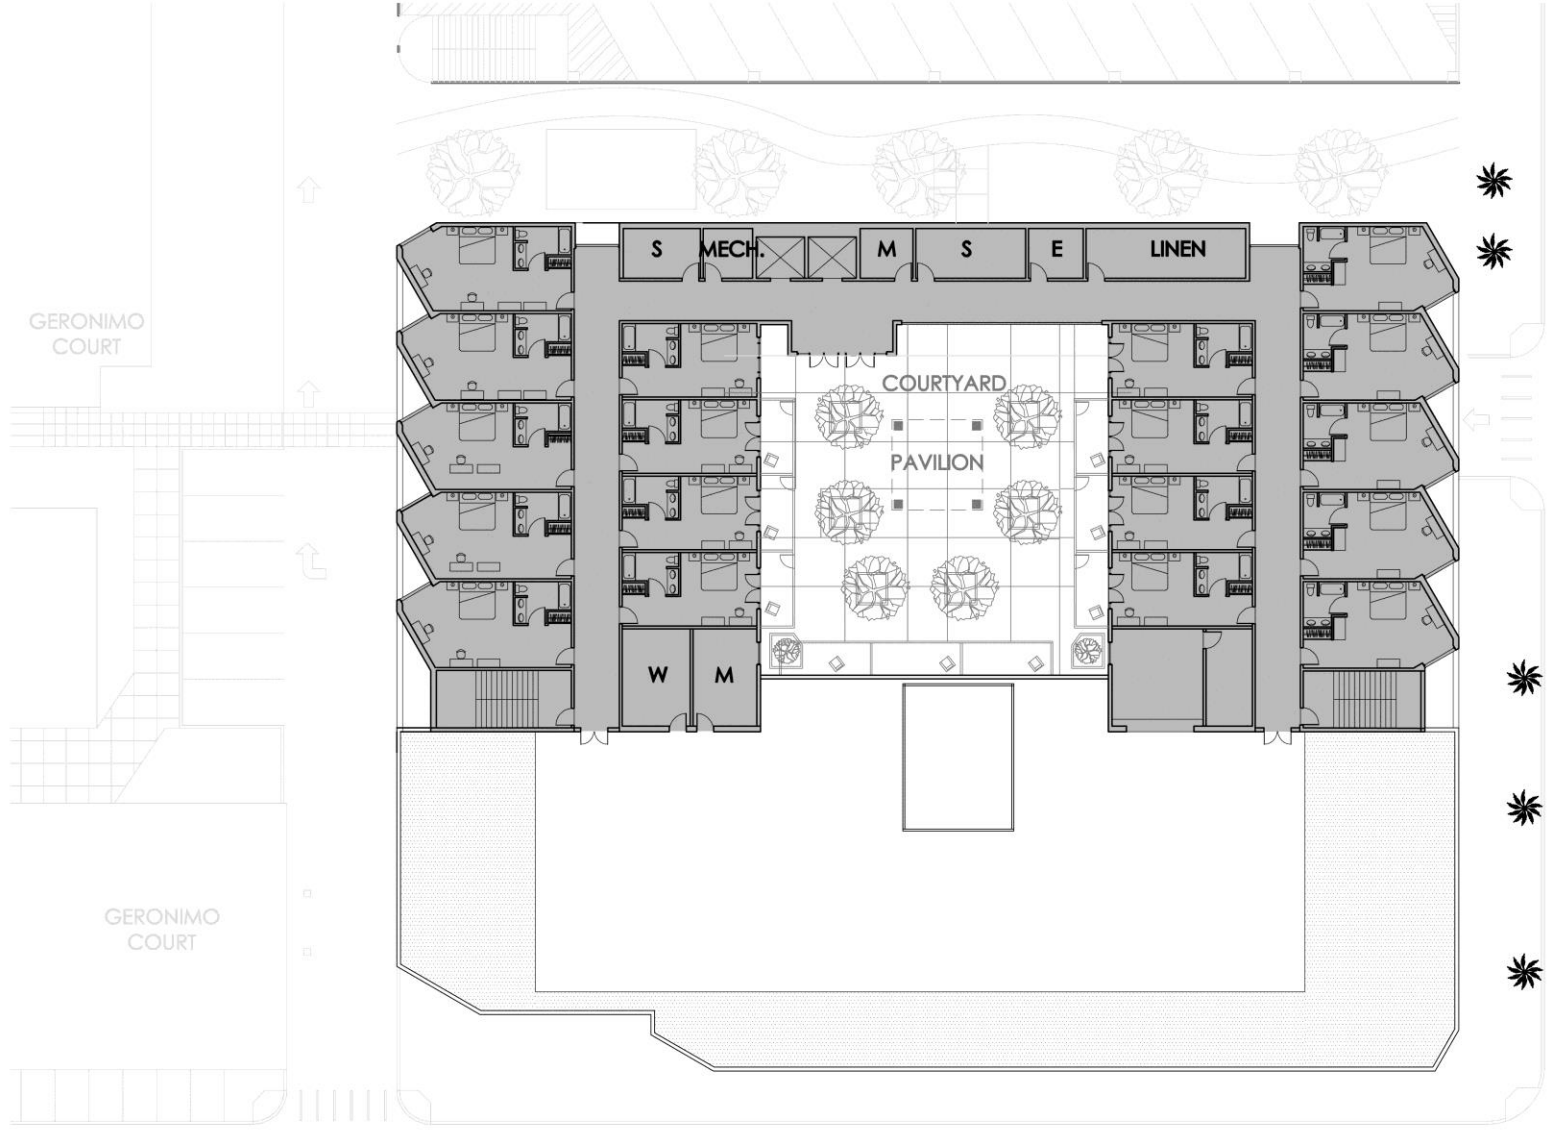 S
MECH.
M
S
E
LINEN
GERONIMO
COURT
COURTYARD
PAVILION
W
M
GERONIMO
COURT